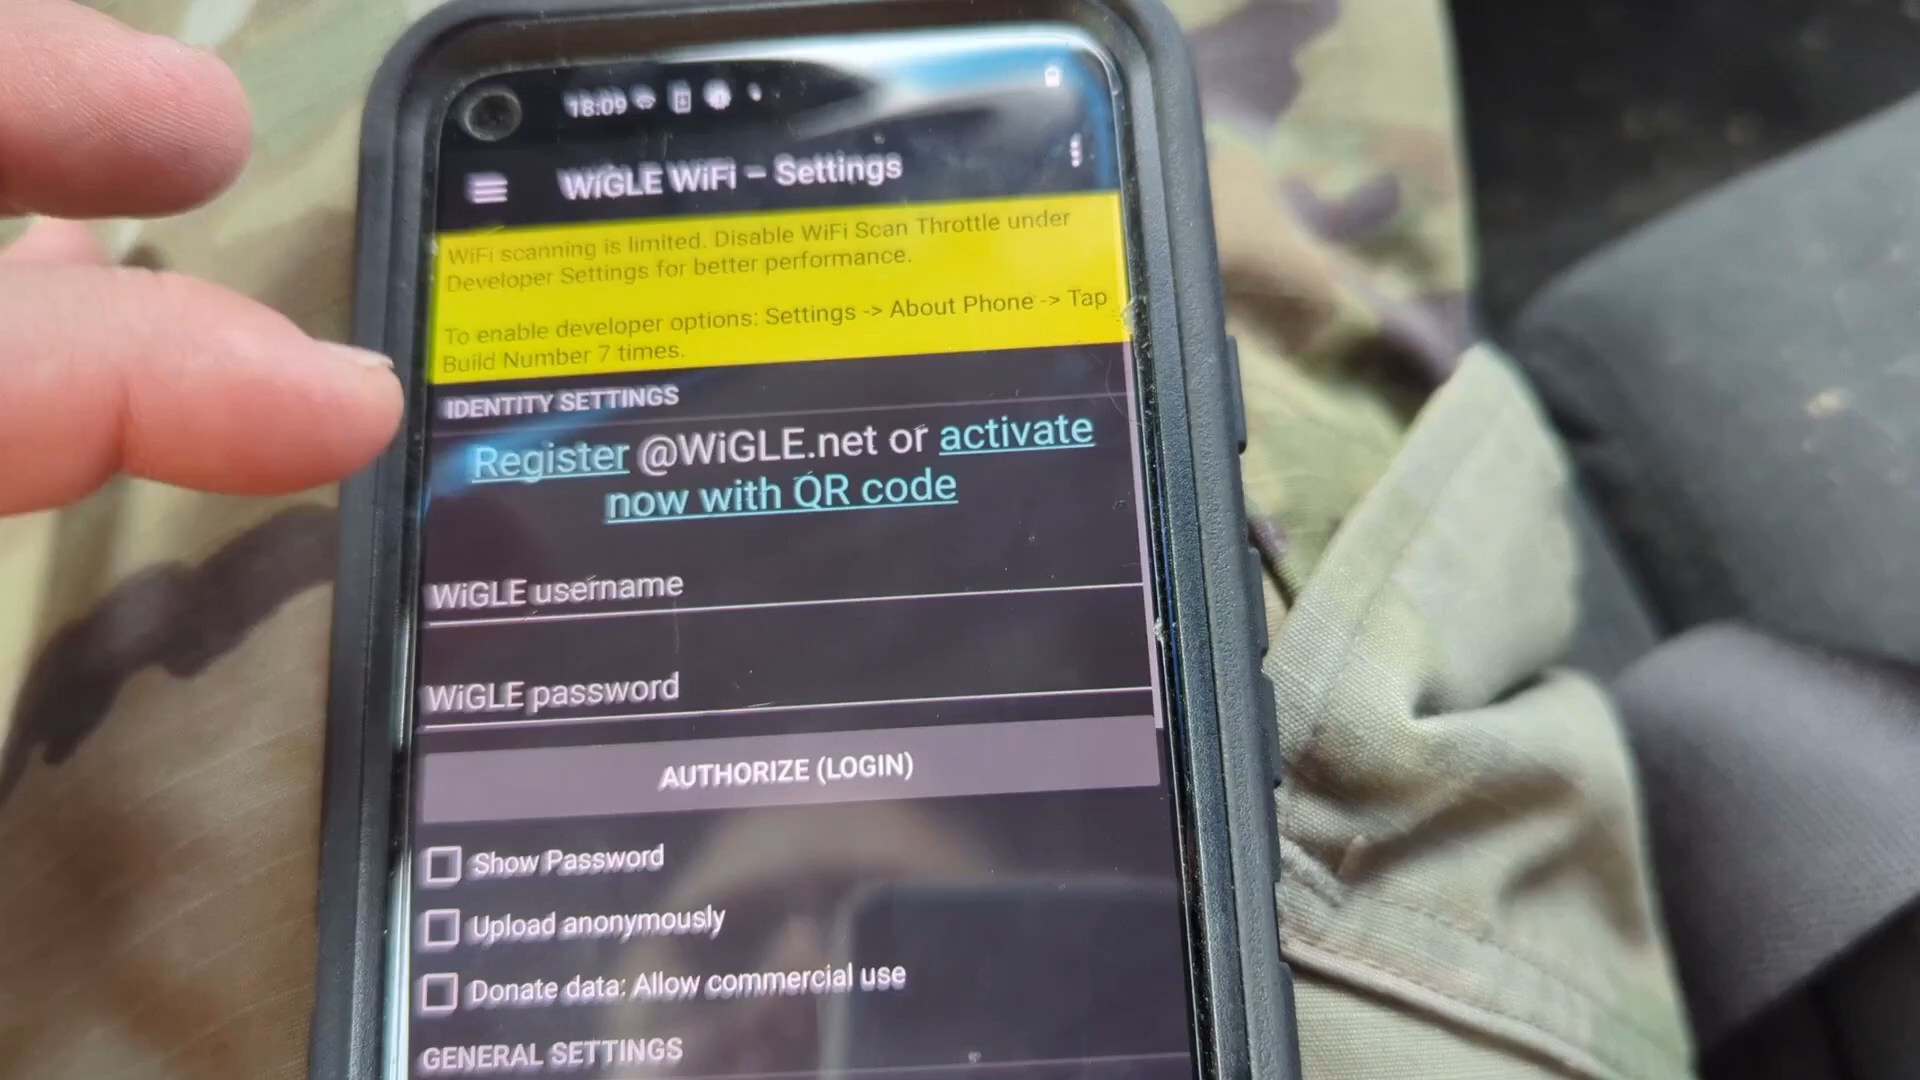 18:09
WiGLE WiFi – Settings
WiFi scanning is limited. Disable WiFi Scan Throttle under
Developer Settings for better performance.
To enable developer options: Settings -> About Phone -> Tap
Build Number 7 times.
IDENTITY SETTINGS
Register @WiGLE.net or activate
now with QR code
WiGLE username
WiGLE password
AUTHORIZE (LOGIN)
Show Password
Upload anonymously
Donate data: Allow commercial use
GENERAL SETTINGS